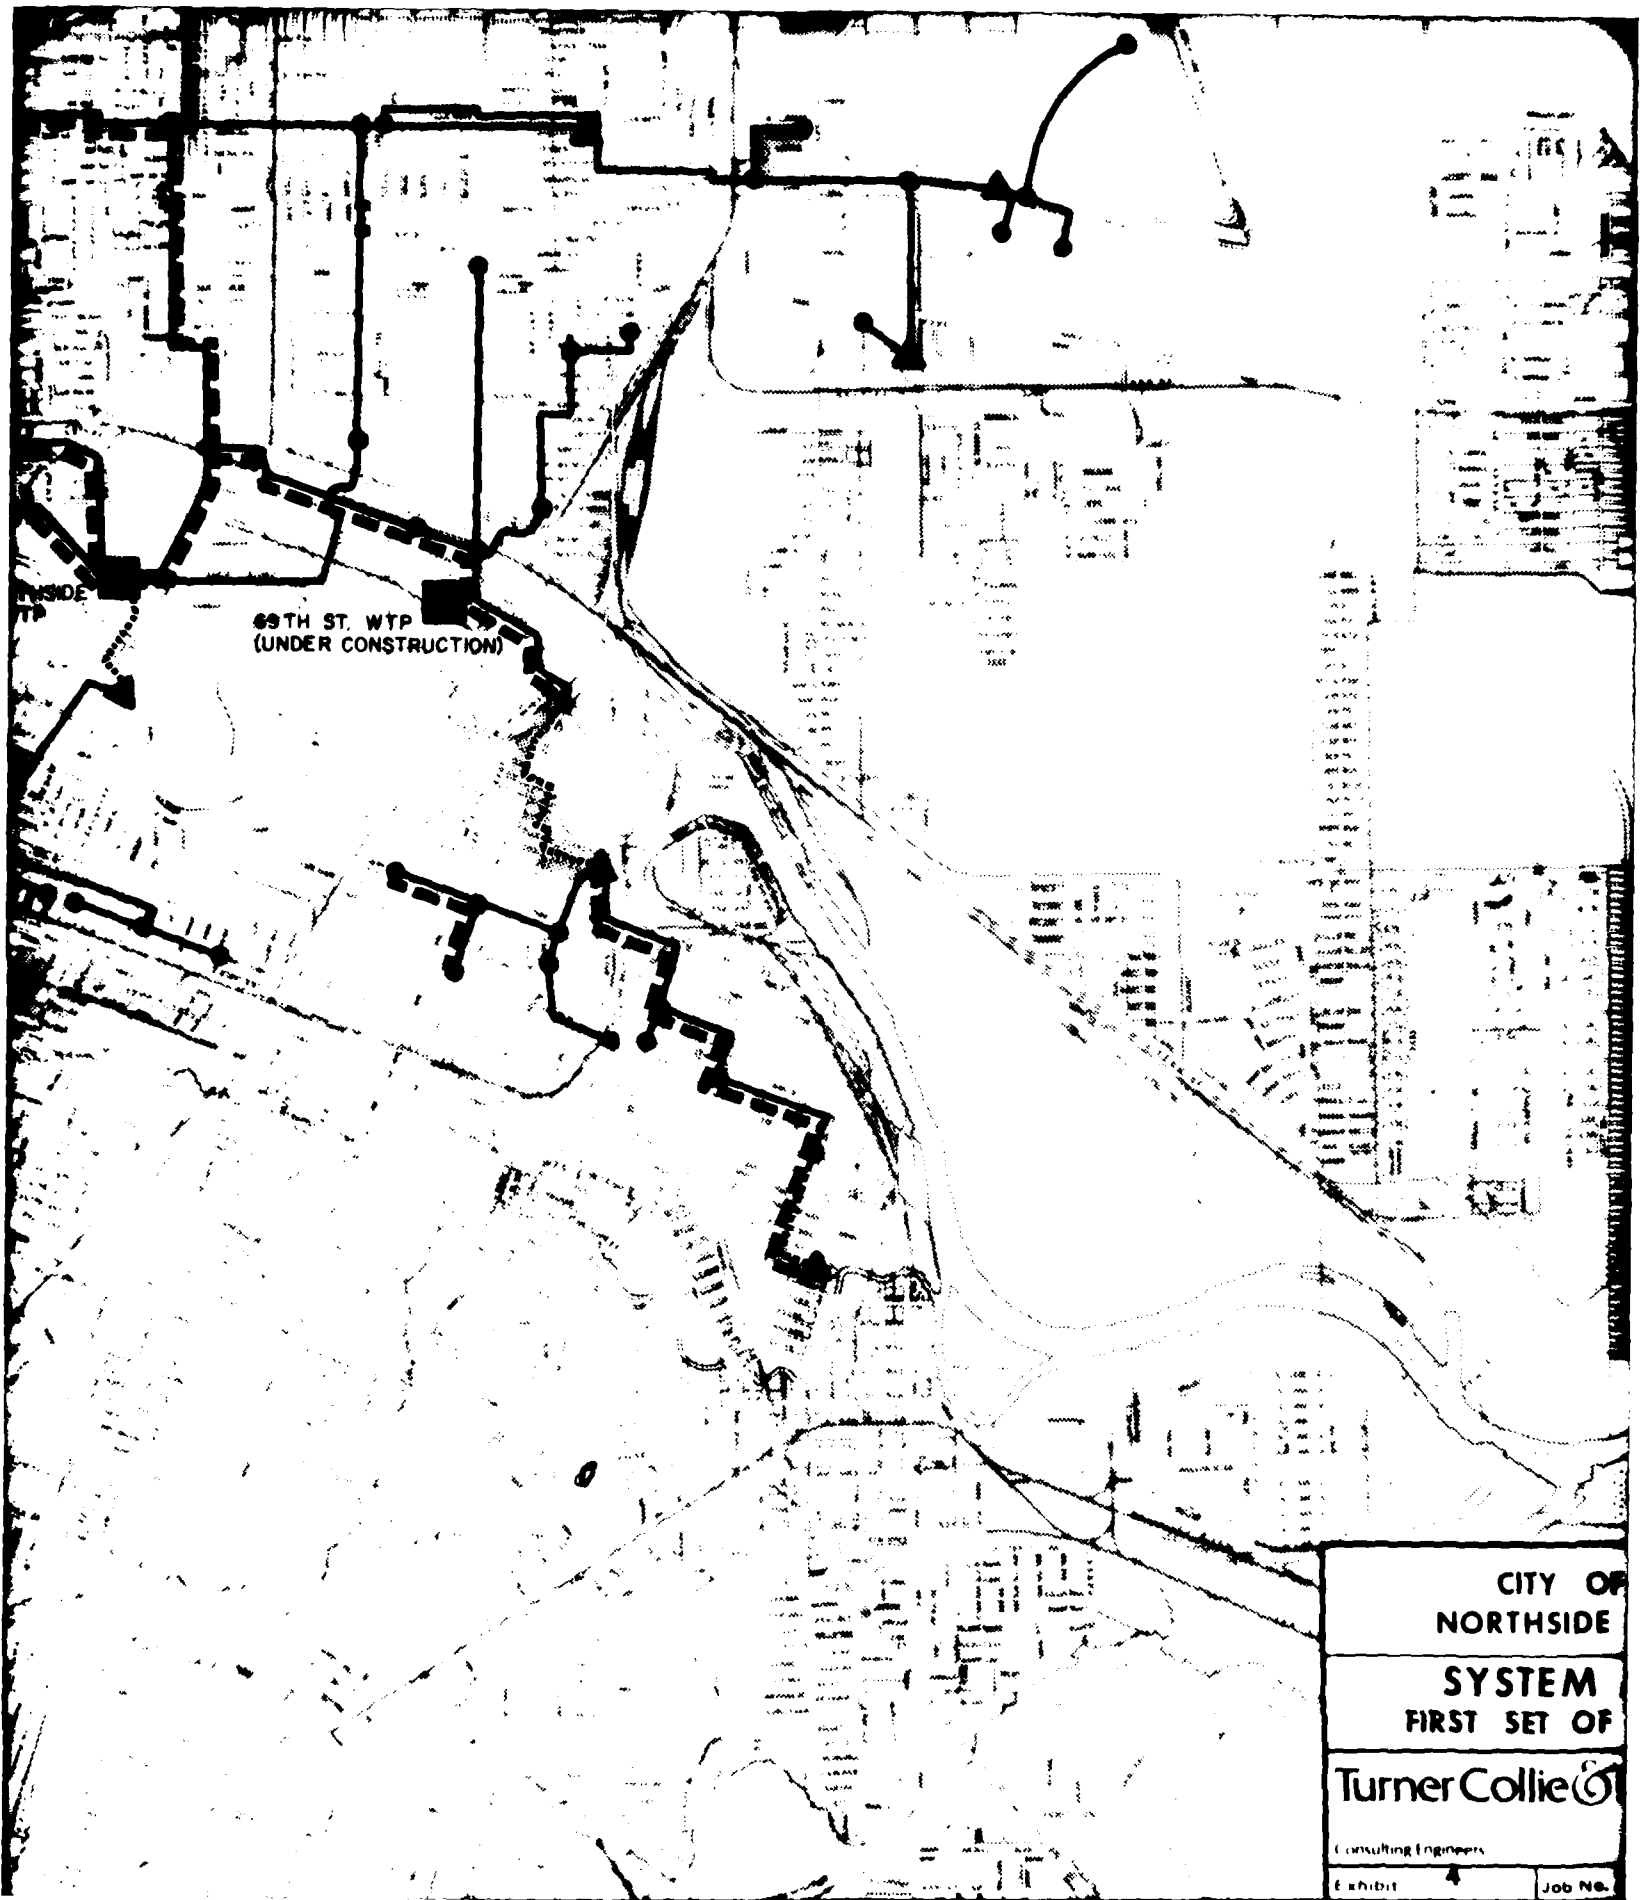 THSIDE
TP
69TH ST. WTP
(UNDER CONSTRUCTION)
CITY OF
NORTHSIDE
SYSTEM
FIRST SET OF
Turner Collie &
Consulting Engineers
Exhibit 4 Job No.